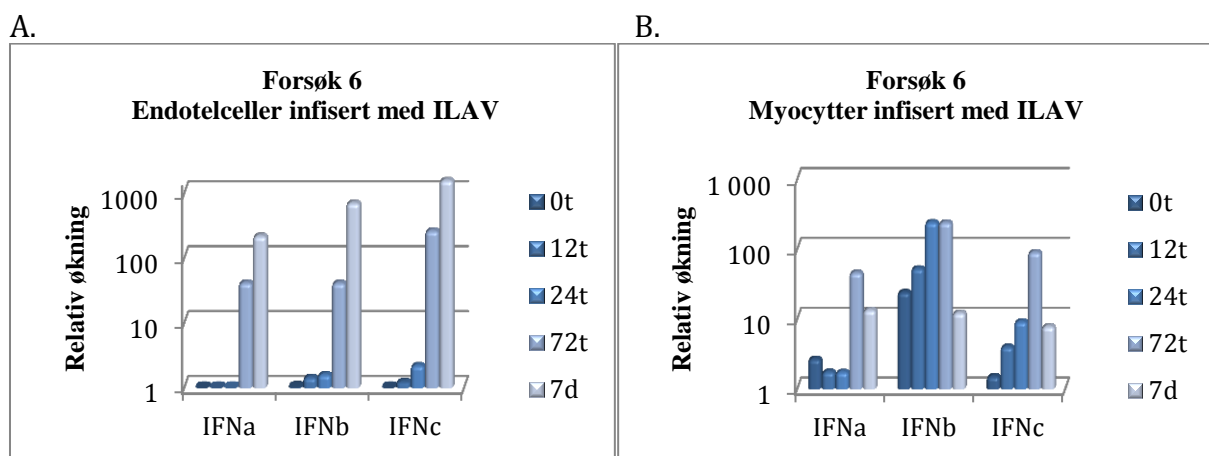 A.
Forsøk 6
Endotelceller infisert med ILAV
Relativ økning
1000
100
10
1
IFNa IFNb IFNc
0t
12t
24t
72t
7d
B.
Forsøk 6
Myocytter infisert med ILAV
Relativ økning
1 000
100
10
1
IFNa IFNb IFNc
0t
12t
24t
72t
7d